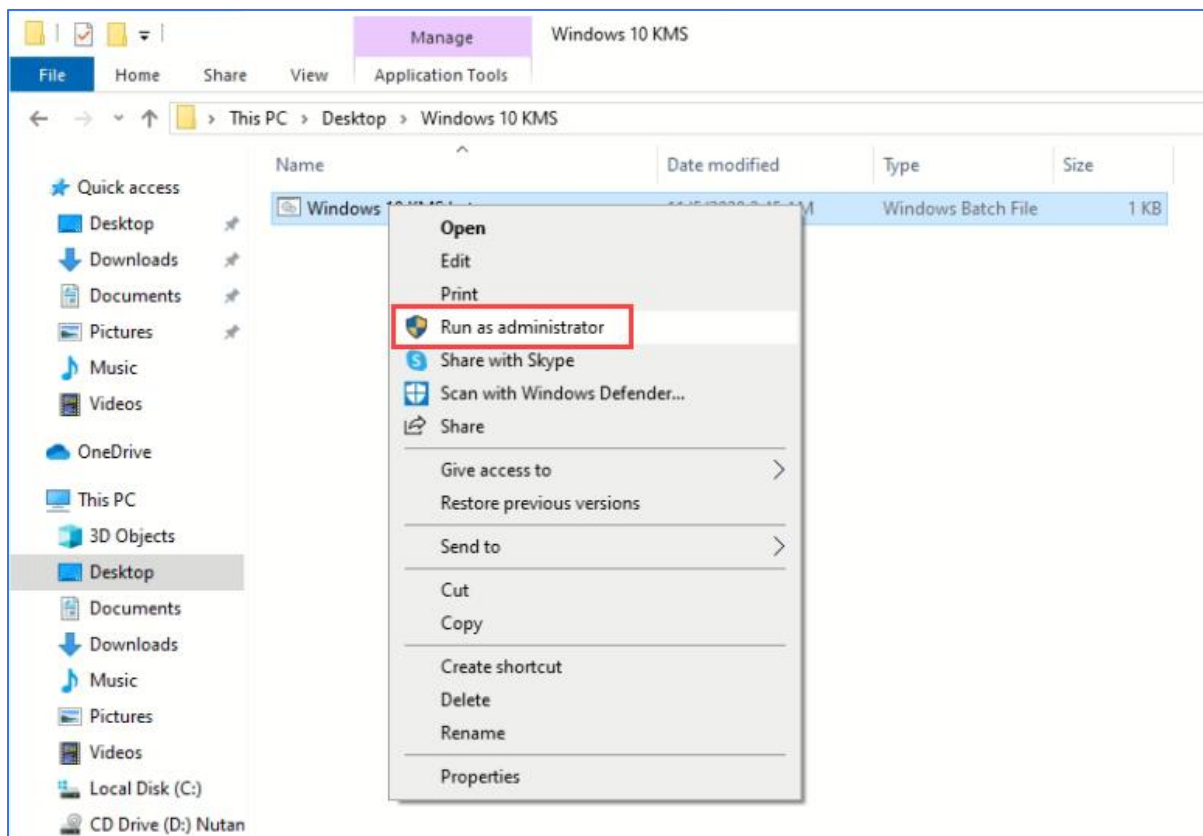 Manage
Windows 10 KMS
File Home Share View Application Tools
This PC > Desktop > Windows 10 KMS
Name Date modified Type Size
Windows Windows Batch File 1 KB
Quick access
Desktop
Downloads
Documents
Pictures
Music
Videos
OneDrive
This PC
3D Objects
Desktop
Documents
Downloads
Music
Pictures
Videos
Local Disk (C:)
CD Drive (D:) Nutan
Open
Edit
Print
Run as administrator
Share with Skype
Scan with Windows Defender...
Share
Give access to
Restore previous versions
Send to
Cut
Copy
Create shortcut
Delete
Rename
Properties